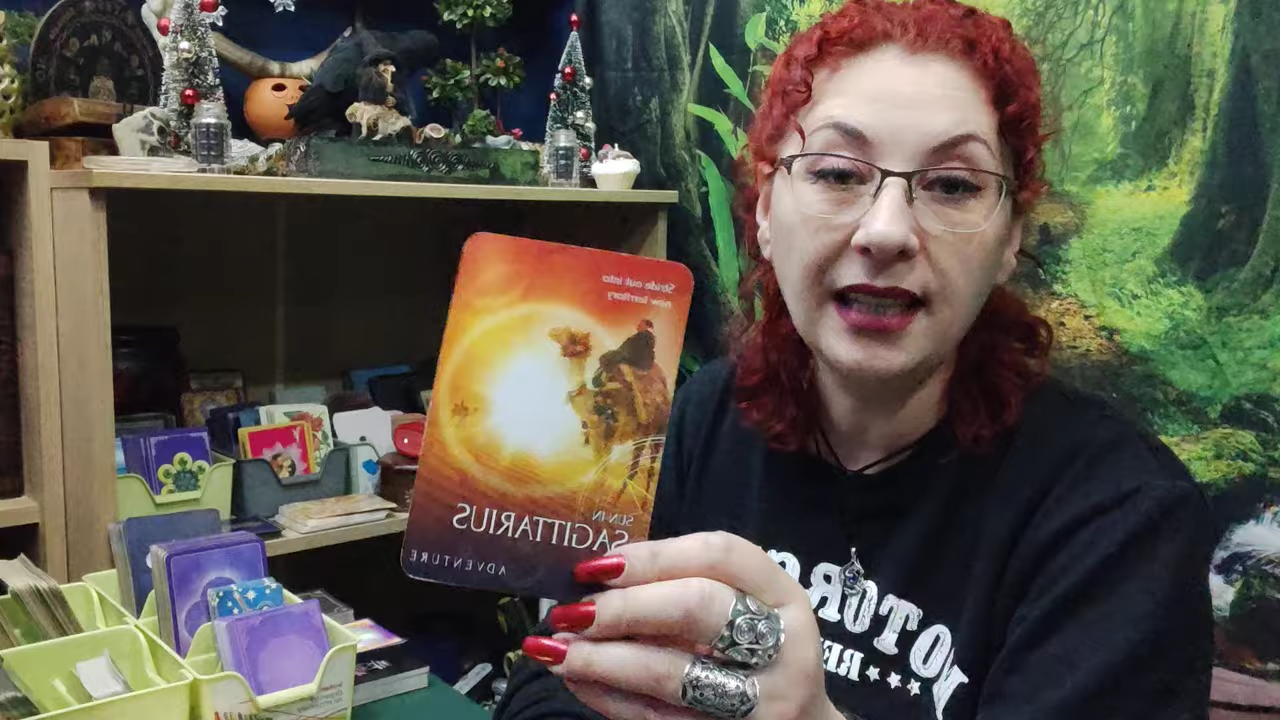 Stride out into
new territory
SUN IN
SAGITTARIUS
ADVENTURE